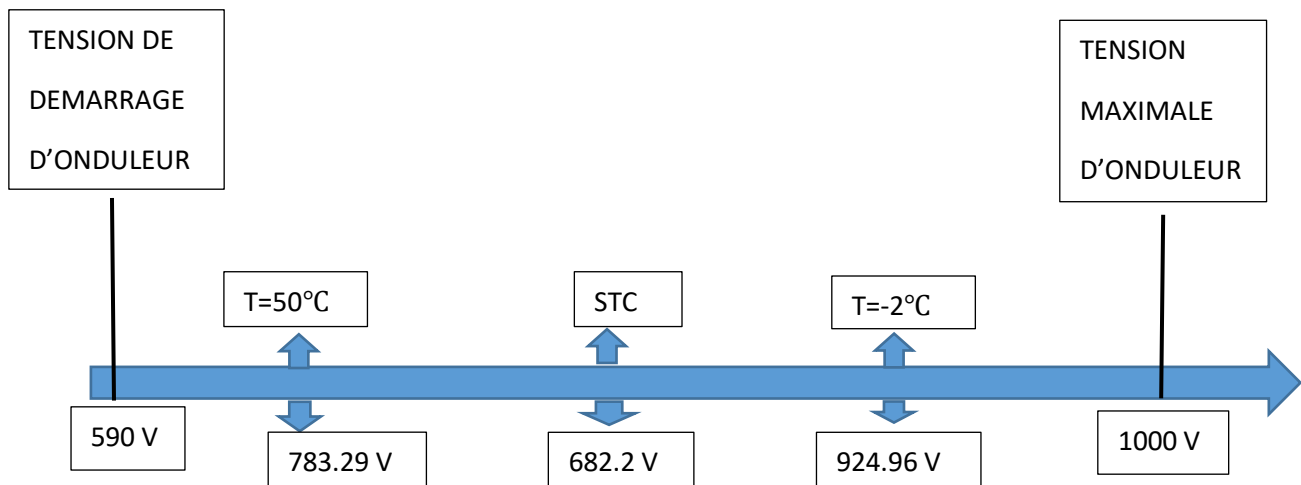 TENSION DE
DEMARRAGE
D’ONDULEUR
TENSION
MAXIMALE
D’ONDULEUR
T=50℃
STC
T=-2℃
590 V
783.29 V
682.2 V
924.96 V
1000 V